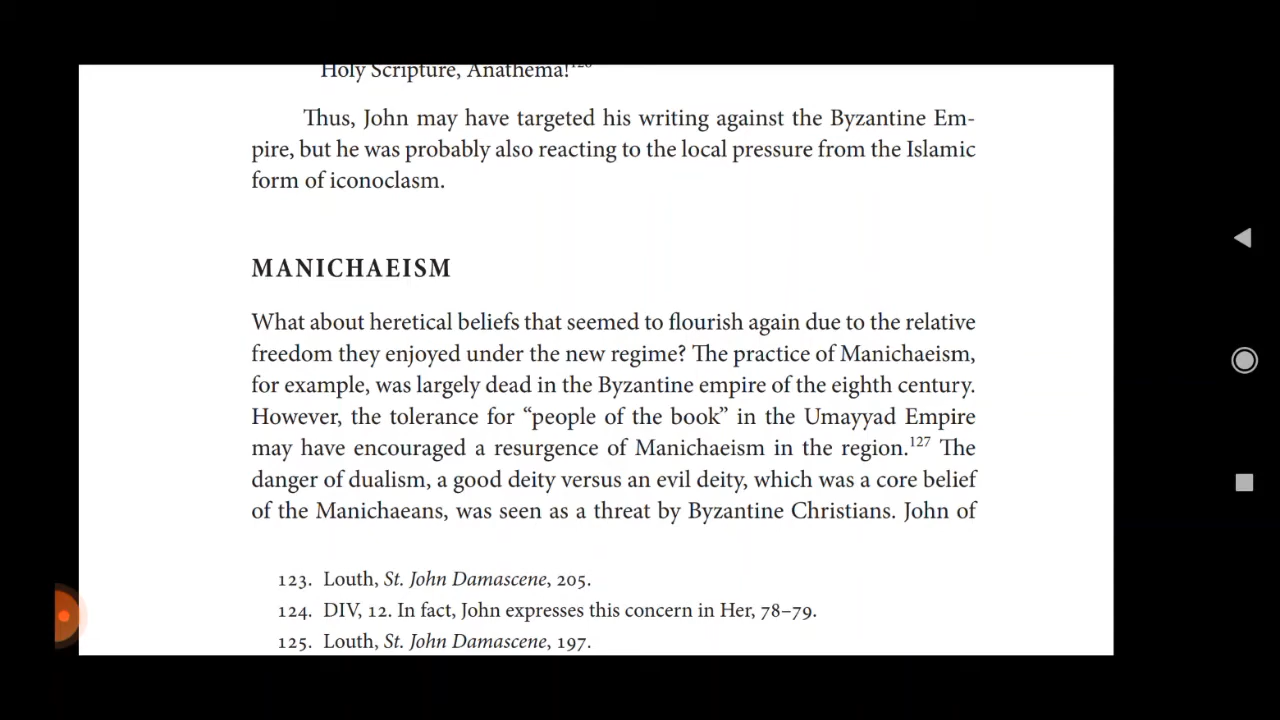 Holy Scripture, Anathema!126
Thus, John may have targeted his writing against the Byzantine Em-
pire, but he was probably also reacting to the local pressure from the Islamic
form of iconoclasm.
MANICHAEISM
What about heretical beliefs that seemed to flourish again due to the relative
freedom they enjoyed under the new regime? The practice of Manichaeism,
for example, was largely dead in the Byzantine empire of the eighth century.
However, the tolerance for “people of the book” in the Umayyad Empire
may have encouraged a resurgence of Manichaeism in the region.127 The
danger of dualism, a good deity versus an evil deity, which was a core belief
of the Manichaeans, was seen as a threat by Byzantine Christians. John of
123. Louth, St. John Damascene, 205.
124. DIV, 12. In fact, John expresses this concern in Her, 78–79.
125. Louth, St. John Damascene, 197.